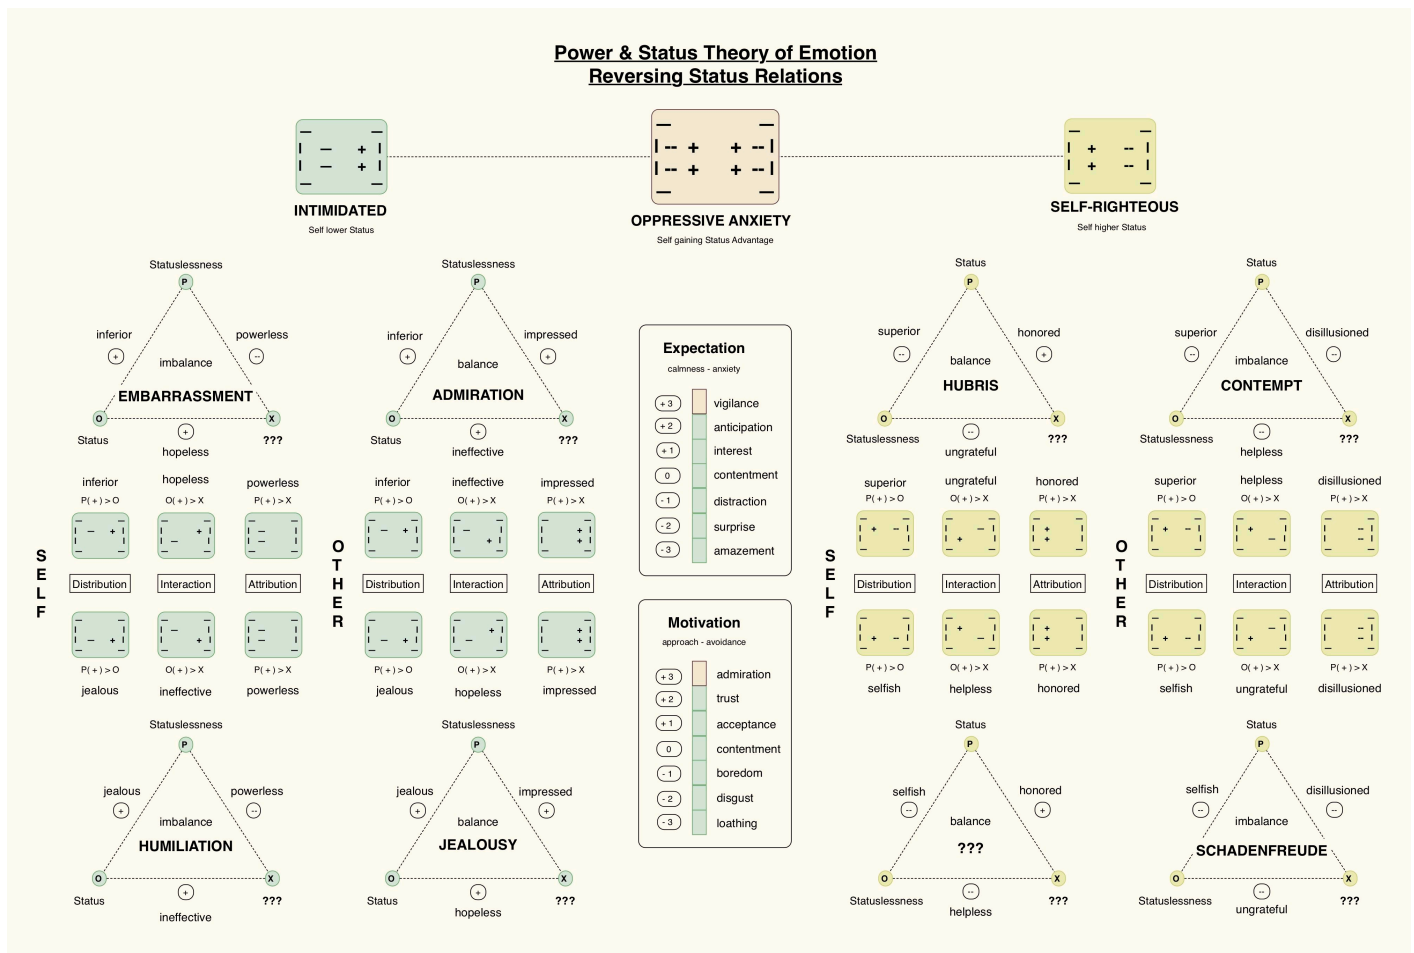 Power & Status Theory of Emotion
Reversing Status Relations
— —
| — + |
| — + |
— —
INTIMIDATED
Self lower Status
— —
| -- + + -- |
| -- + + -- |
— —
OPPRESSIVE ANXIETY
Self gaining Status Advantage
— —
| + -- |
| + -- |
— —
SELF-RIGHTEOUS
Self higher Status
Statuslessness
P
inferior
+
powerless
--
imbalance
EMBARRASSMENT
O
X
Status
+
???
hopeless
Statuslessness
P
inferior
+
impressed
+
balance
ADMIRATION
O
X
Status
+
???
ineffective
Expectation
calmness - anxiety
+ 3 vigilance
+ 2 anticipation
+ 1 interest
0 contentment
- 1 distraction
- 2 surprise
- 3 amazement
Status
P
superior
--
honored
+
balance
HUBRIS
O
X
Statuslessness
--
???
ungrateful
Status
P
superior
--
disillusioned
--
imbalance
CONTEMPT
O
X
Statuslessness
--
???
helpless
SELF
inferior hopeless powerless
P( + ) > O O( + ) > X P( + ) > X
Distribution Interaction Attribution
P( + ) > O O( + ) > X P( + ) > X
jealous ineffective powerless
OTHER
inferior ineffective impressed
P( + ) > O O( + ) > X P( + ) > X
Distribution Interaction Attribution
P( + ) > O O( + ) > X P( + ) > X
jealous hopeless impressed
SELF
superior ungrateful honored
P( + ) > O O( + ) > X P( + ) > X
Distribution Interaction Attribution
P( + ) > O O( + ) > X P( + ) > X
selfish helpless honored
OTHER
superior helpless disillusioned
P( + ) > O O( + ) > X P( + ) > X
Distribution Interaction Attribution
P( + ) > O O( + ) > X P( + ) > X
selfish ungrateful disillusioned
Motivation
approach - avoidance
+ 3 admiration
+ 2 trust
+ 1 acceptance
0 contentment
- 1 boredom
- 2 disgust
- 3 loathing
Statuslessness
P
jealous
+
powerless
--
imbalance
HUMILIATION
O
X
Status
+
???
ineffective
Statuslessness
P
jealous
+
impressed
+
balance
JEALOUSY
O
X
Status
+
???
hopeless
Status
P
selfish
--
honored
+
balance
???
O
X
Statuslessness
--
???
helpless
Status
P
selfish
--
disillusioned
--
imbalance
SCHADENFREUDE
O
X
Statuslessness
--
???
ungrateful